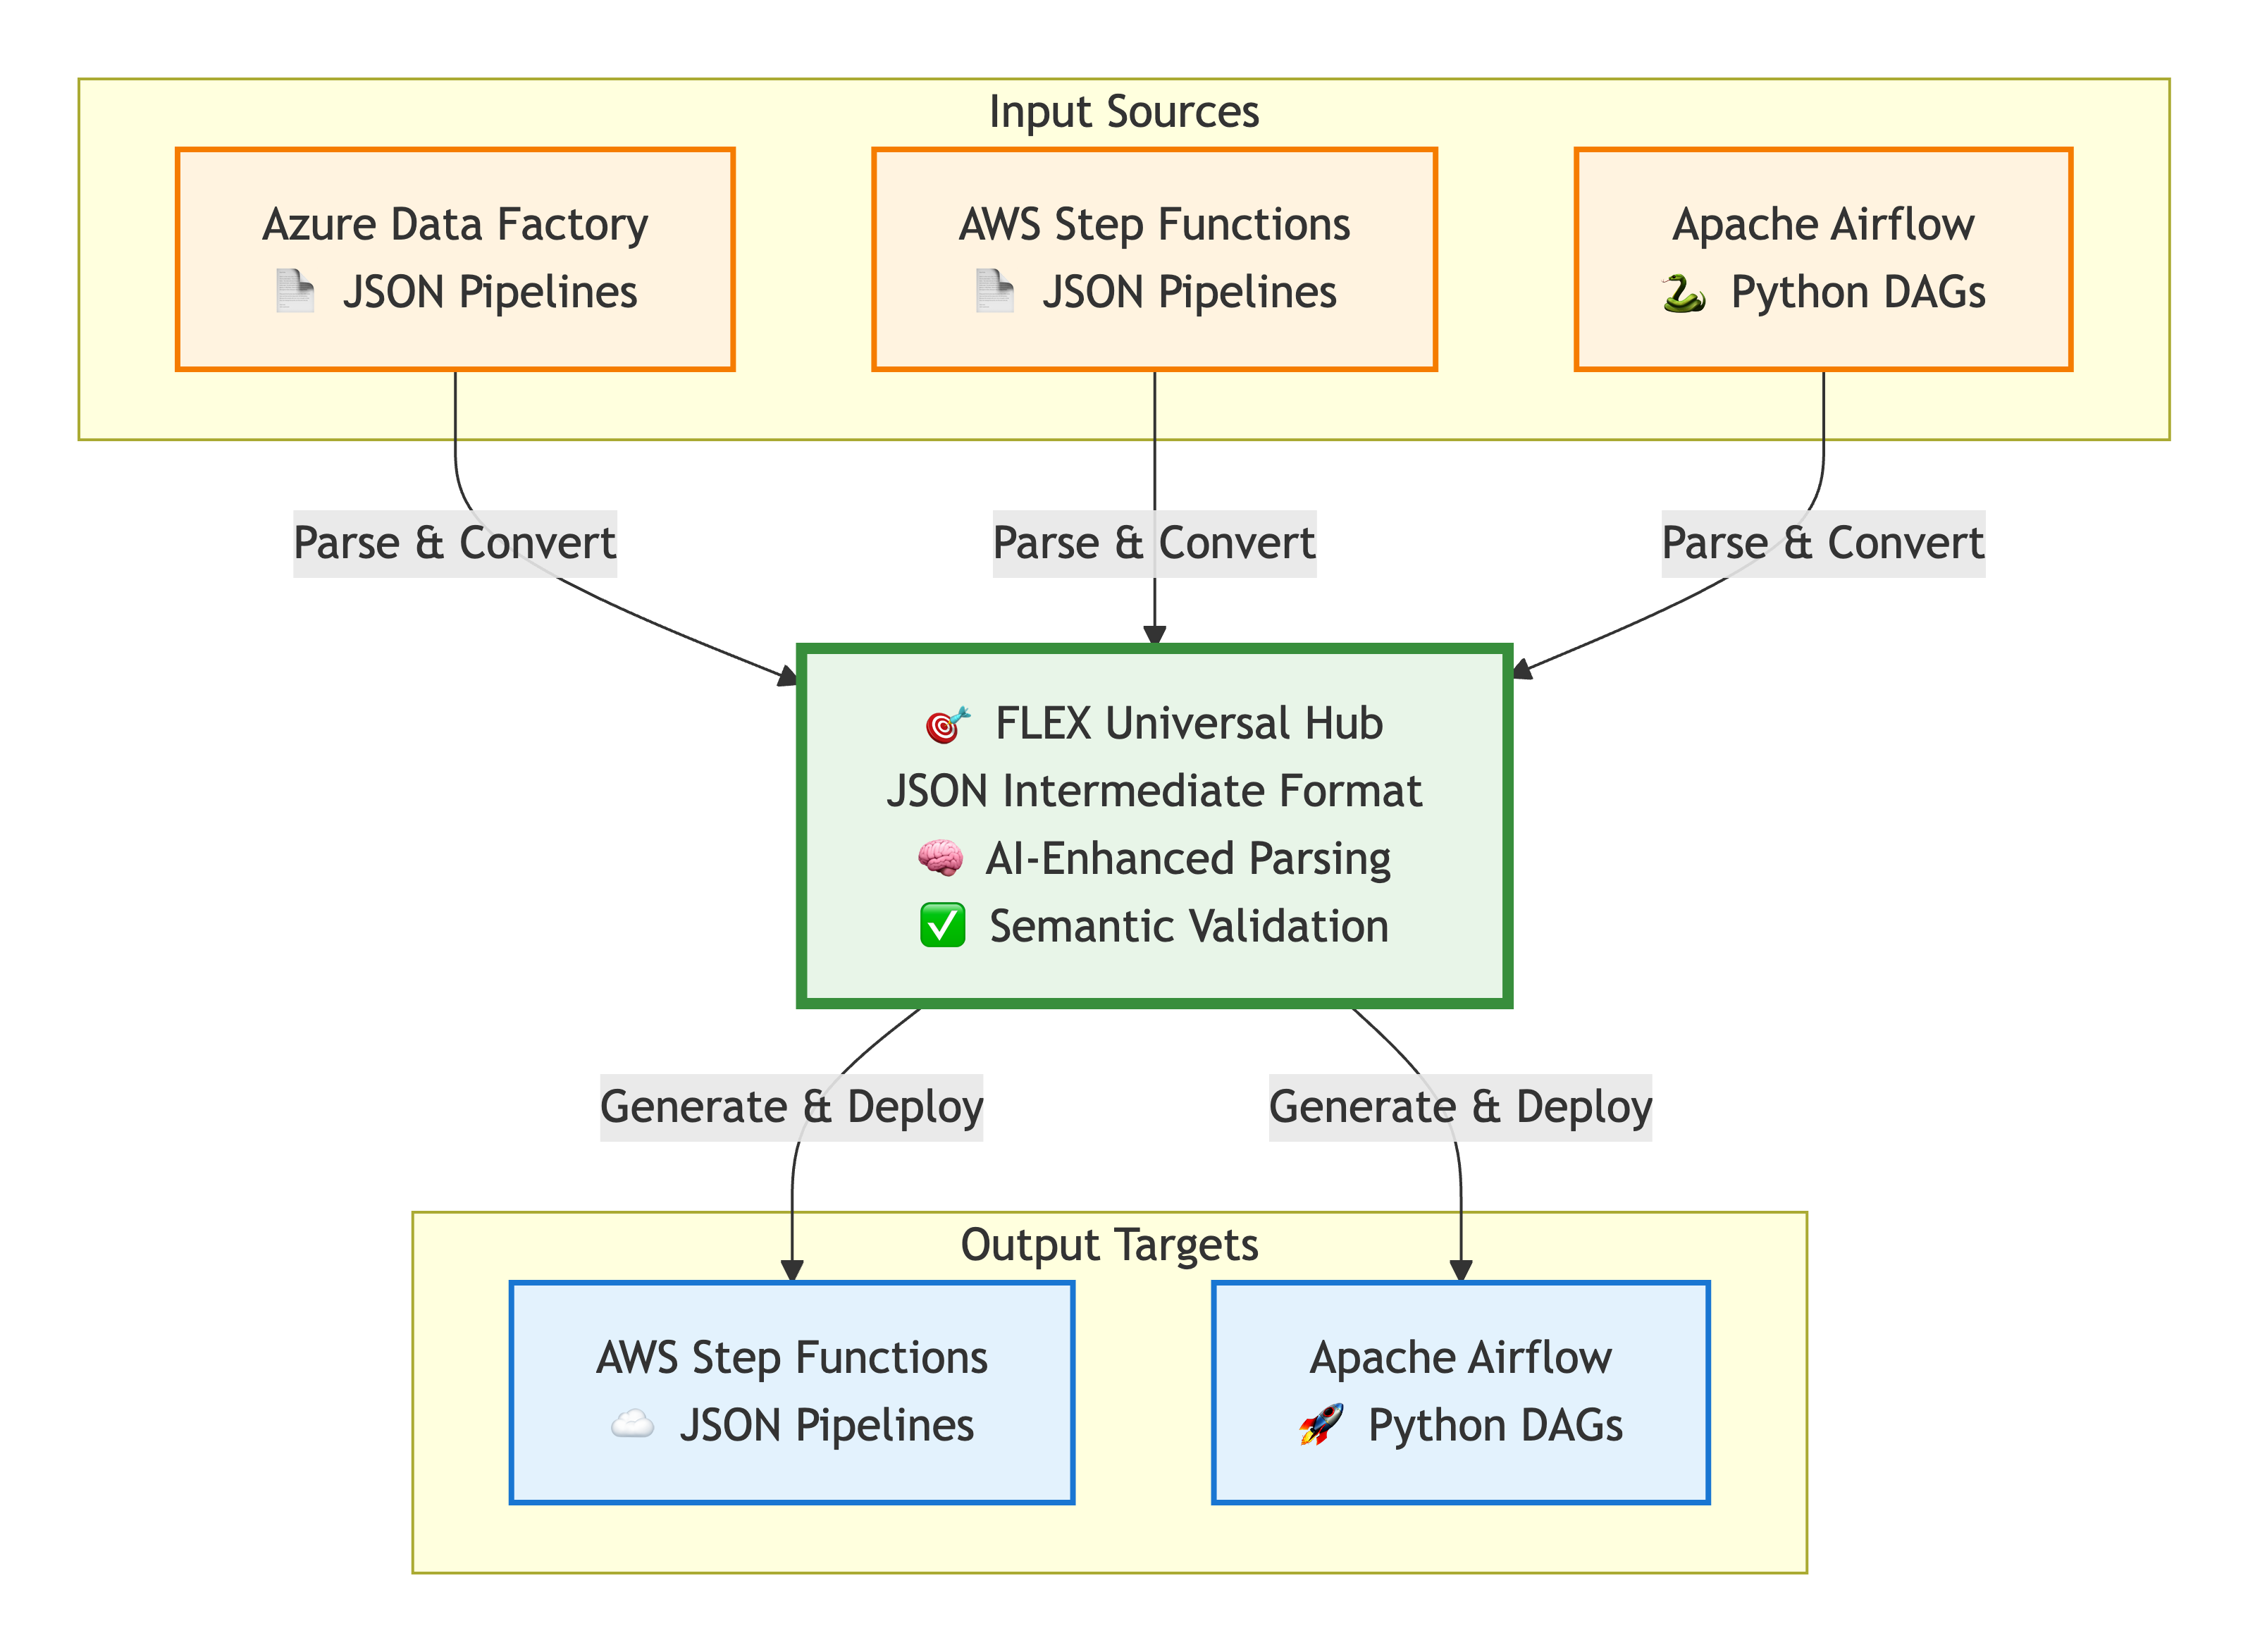 Input Sources
Azure Data Factory
📄 JSON Pipelines
AWS Step Functions
📄 JSON Pipelines
Apache Airflow
🐍 Python DAGs
Parse & Convert
Parse & Convert
Parse & Convert
🎯 FLEX Universal Hub
JSON Intermediate Format
🧠 AI-Enhanced Parsing
✅ Semantic Validation
Generate & Deploy
Generate & Deploy
Output Targets
AWS Step Functions
☁️ JSON Pipelines
Apache Airflow
🚀 Python DAGs